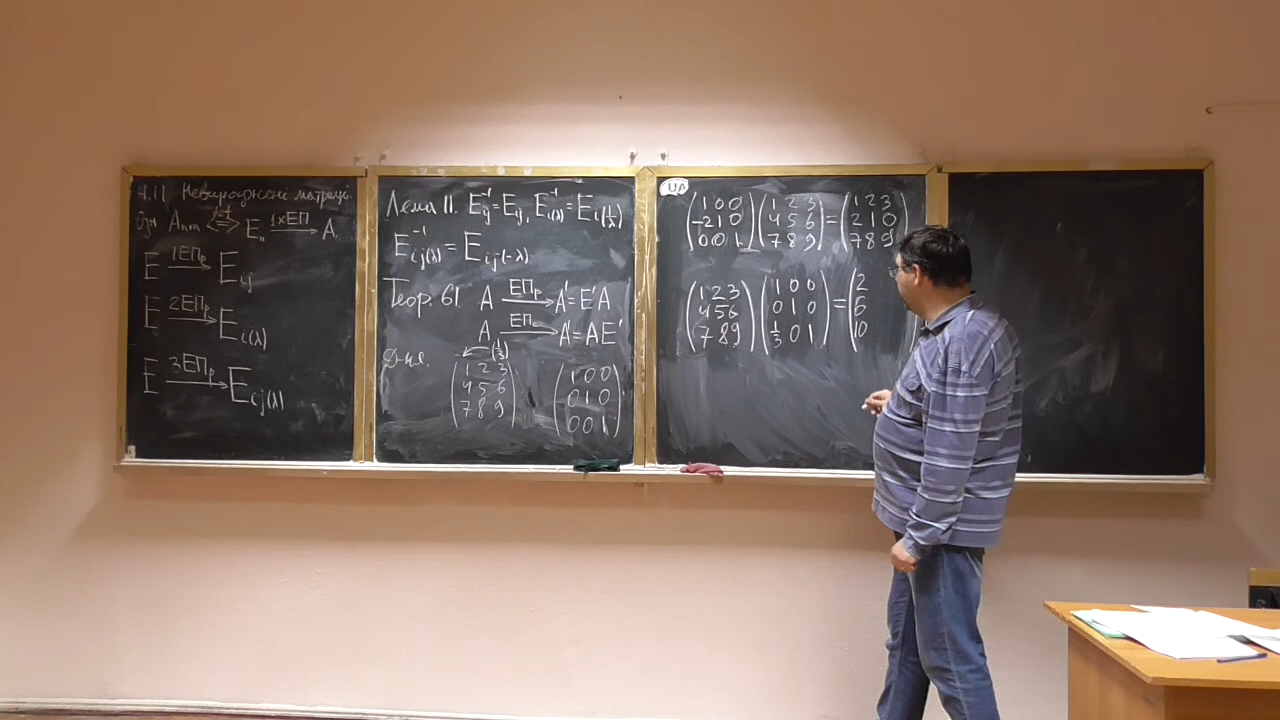 4.11 Невироджені матриці
Озн Aₙₓₙ def⟺ Eₙ 1×ЕП→ A
E 1ЕПр→ Eij
E 2ЕПр→ Ei(λ)
E 3ЕПр→ Eij(λ)
Лема 11. Eij⁻¹=Eij, Ei(λ)⁻¹=Ei(1/λ)
Eij(λ)⁻¹=Eij(-λ)
Теор. 61 A ЕПр→ A'=E'A
A ЕПс→ A'=AE'
Д-ня.
(1/3)
1 2 3 1 0 0
4 5 6 0 1 0
7 8 9 0 0 1
UA
1 0 0 1 2 3 1 2 3
-2 1 0 4 5 6 = 2 1 0
0 0 1 7 8 9 7 8 9
1 2 3 1 0 0 2
4 5 6 0 1 0 = 6
7 8 9 1/3 0 1 10